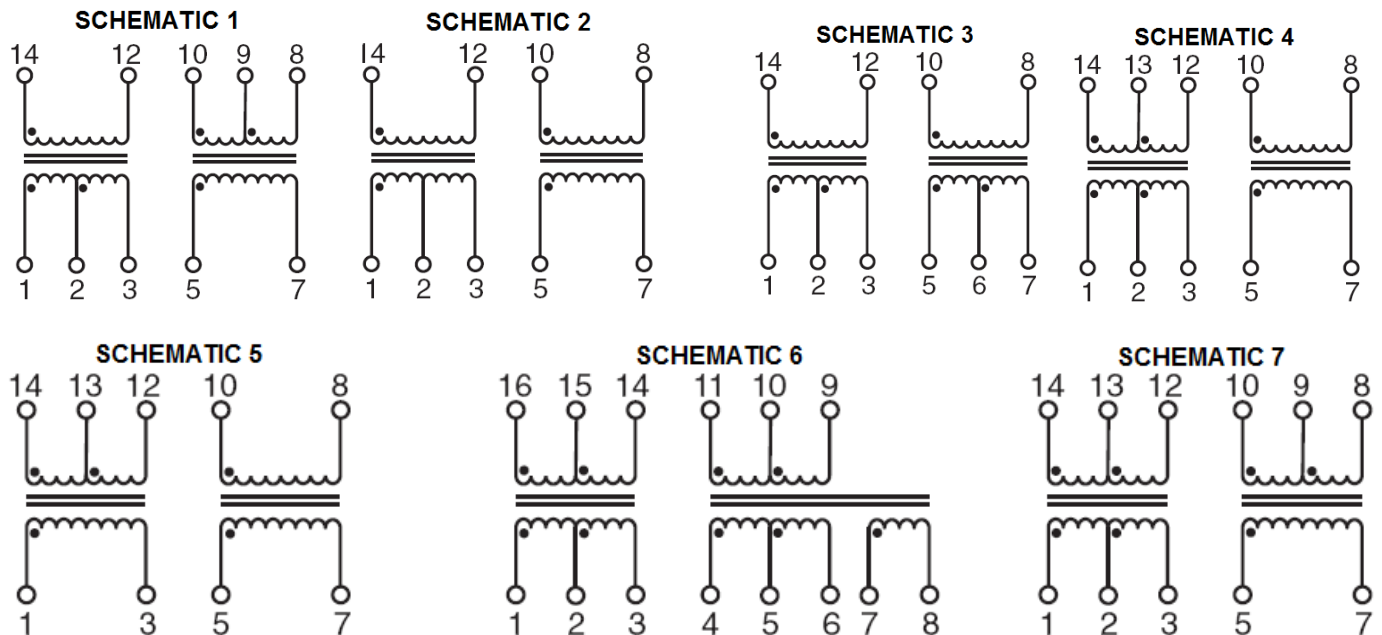 SCHEMATIC 1
14 12 10 9 8
1 2 3 5 7
SCHEMATIC 2
14 12 10 8
1 2 3 5 7
SCHEMATIC 3
14 12 10 8
1 2 3 5 6 7
SCHEMATIC 4
14 13 12 10 8
1 2 3 5 7
SCHEMATIC 5
14 13 12 10 8
1 3 5 7
SCHEMATIC 6
16 15 14 11 10 9
1 2 3 4 5 6 7 8
SCHEMATIC 7
14 13 12 10 9 8
1 2 3 5 7